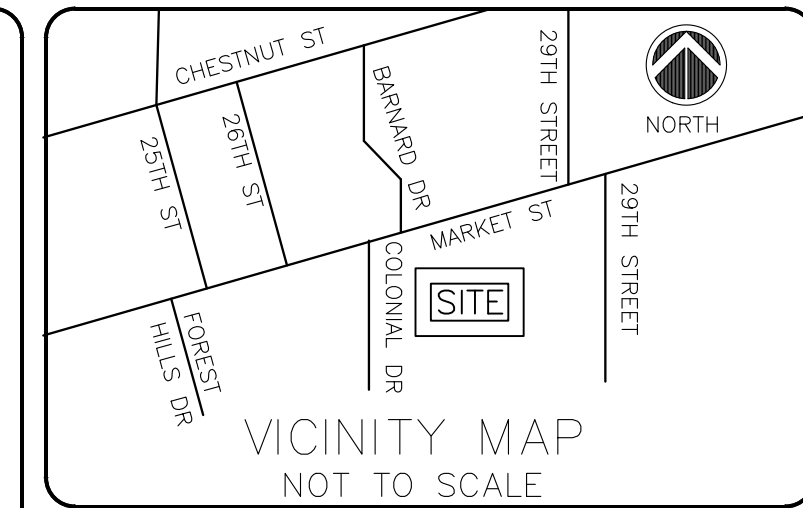 CHESTNUT ST
29TH STREET
NORTH
BARNARD DR
26TH ST
25TH ST
MARKET ST
29TH STREET
COLONIAL DR
SITE
FOREST
HILLS DR
VICINITY MAP
NOT TO SCALE